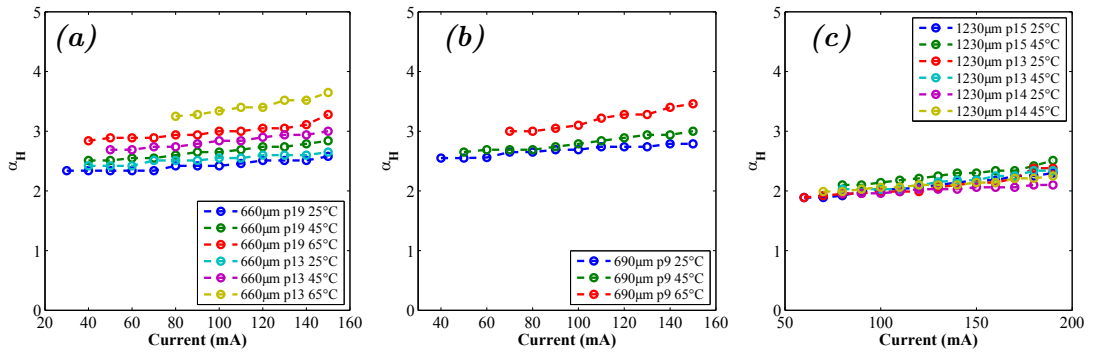 (a)
5
4
3
2
1
0
α_H
20
40
60
80
100
120
140
160
Current (mA)
660μm p19 25°C
660μm p19 45°C
660μm p19 65°C
660μm p13 25°C
660μm p13 45°C
660μm p13 65°C
(b)
5
4
3
2
1
0
α_H
40
60
80
100
120
140
160
Current (mA)
690μm p9 25°C
690μm p9 45°C
690μm p9 65°C
(c)
5
4
3
2
1
0
α_H
50
100
150
200
Current (mA)
1230μm p15 25°C
1230μm p15 45°C
1230μm p13 25°C
1230μm p13 45°C
1230μm p14 25°C
1230μm p14 45°C